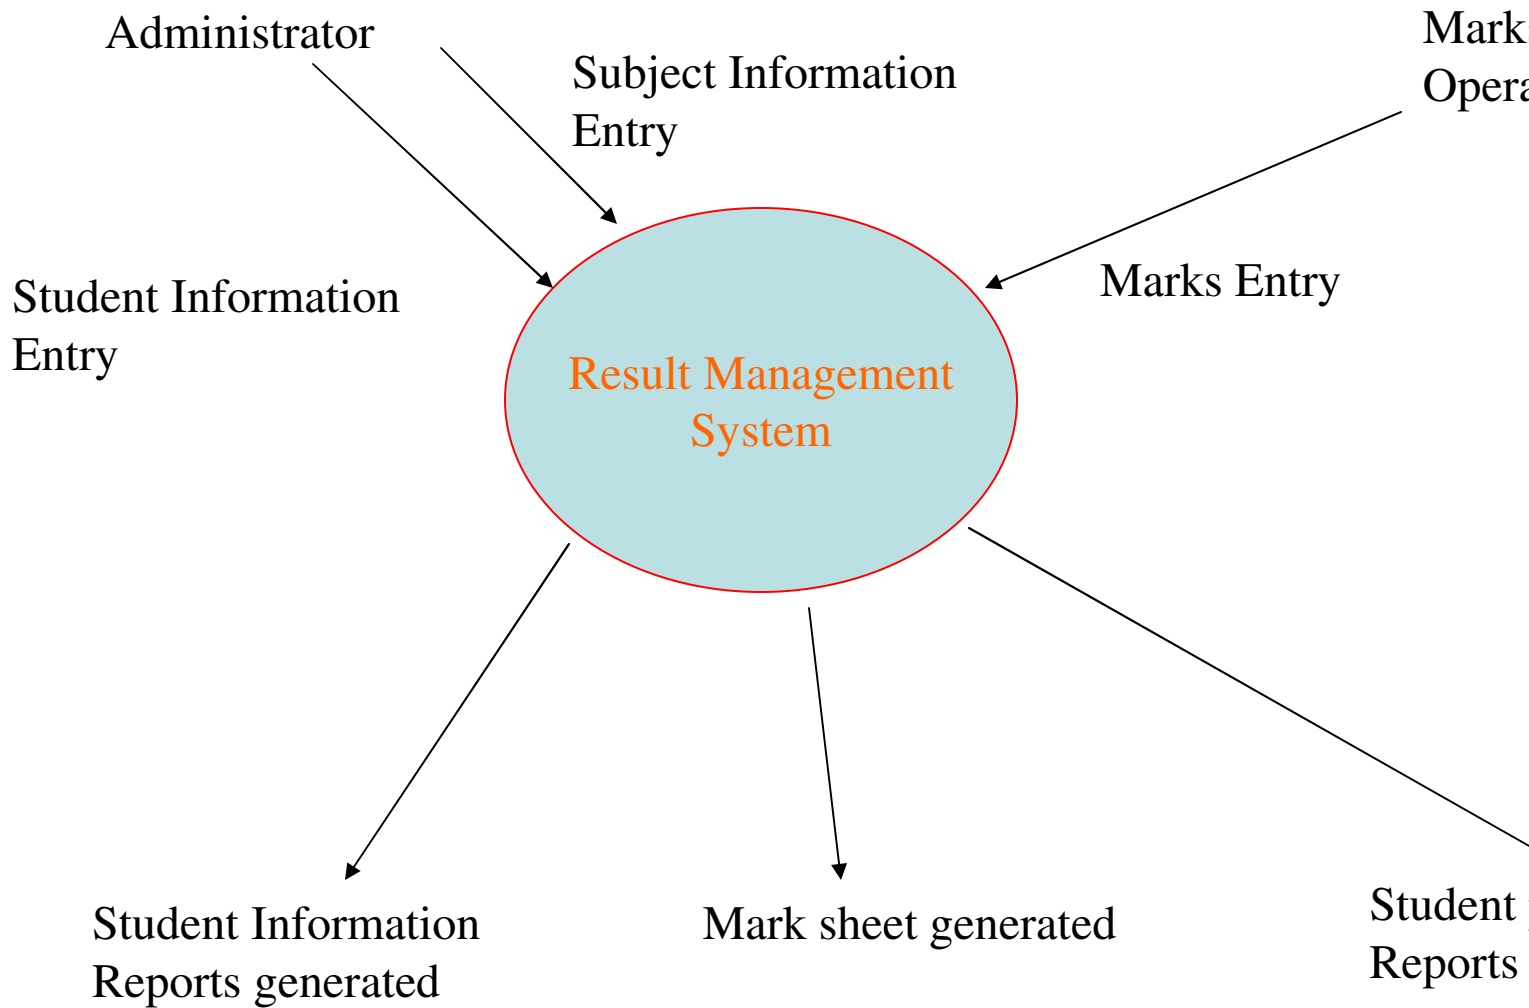 Administrator
Subject Information
Entry
Student Information
Entry
Marks Entry
Result Management
System
Student Information
Reports generated
Mark sheet generated
Student
Reports